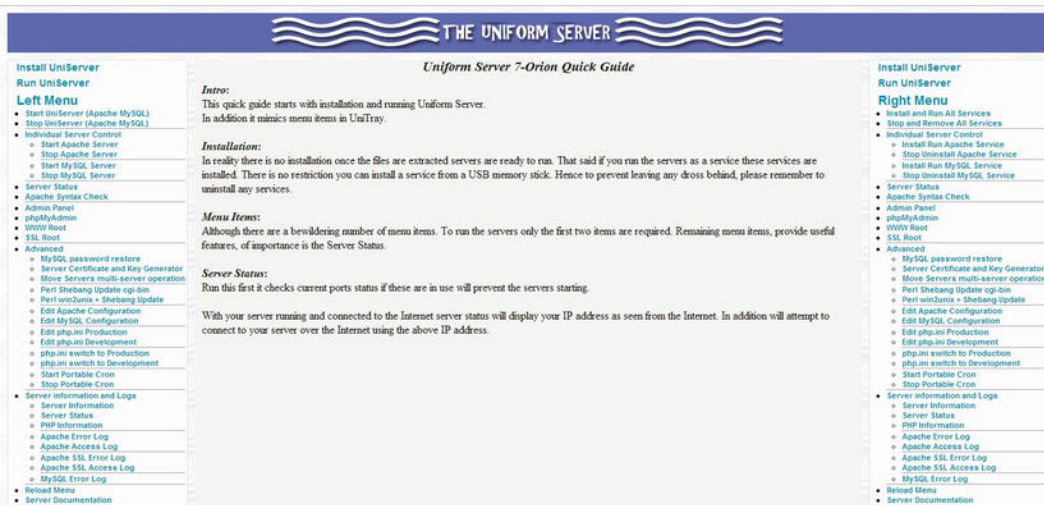 THE UNIFORM SERVER
Install UniServer
Run UniServer
Left Menu
Start UniServer (Apache MySQL)
Stop UniServer (Apache MySQL)
Individual Server Control
Start Apache Server
Stop Apache Server
Start MySQL Server
Stop MySQL Server
Server Status
Apache Syntax Check
Admin Panel
phpMyAdmin
WWW Root
SSL Root
Advanced
MySQL password restore
Server Certificate and Key Generator
Move Servers multi-server operation
Perl Shebang Update cgi-bin
Perl win2unix + Shebang Update
Edit Apache Configuration
Edit MySQL Configuration
Edit php.ini Production
Edit php.ini Development
php.ini switch to Production
php.ini switch to Development
Start Portable Cron
Stop Portable Cron
Server information and Logs
Server Information
Server Status
PHP Information
Apache Error Log
Apache Access Log
Apache SSL Error Log
Apache SSL Access Log
MySQL Error Log
Reload Menu
Server Documentation
Uniform Server 7-Orion Quick Guide
Intro:
This quick guide starts with installation and running Uniform Server.
In addition it mimics menu items in UniTray.
Installation:
In reality there is no installation once the files are extracted servers are ready to run. That said if you run the servers as a service these services are
installed. There is no restriction you can install a service from a USB memory stick. Hence to prevent leaving any dross behind, please remember to
uninstall any services.
Menu Items:
Although there are a bewildering number of menu items. To run the servers only the first two items are required. Remaining menu items, provide useful
features, of importance is the Server Status.
Server Status:
Run this first it checks current ports status if these are in use will prevent the servers starting.
With your server running and connected to the Internet server status will display your IP address as seen from the Internet. In addition will attempt to
connect to your server over the Internet using the above IP address.
Install UniServer
Run UniServer
Right Menu
Install and Run All Services
Stop and Remove All Services
Individual Server Control
Install Run Apache Service
Stop Uninstall Apache Service
Install Run MySQL Service
Stop Uninstall MySQL Service
Server Status
Apache Syntax Check
Admin Panel
phpMyAdmin
WWW Root
SSL Root
Advanced
MySQL password restore
Server Certificate and Key Generator
Move Servers multi-server operation
Perl Shebang Update cgi-bin
Perl win2unix + Shebang Update
Edit Apache Configuration
Edit MySQL Configuration
Edit php.ini Production
Edit php.ini Development
php.ini switch to Production
php.ini switch to Development
Start Portable Cron
Stop Portable Cron
Server information and Logs
Server Information
Server Status
PHP Information
Apache Error Log
Apache Access Log
Apache SSL Error Log
Apache SSL Access Log
MySQL Error Log
Reload Menu
Server Documentation